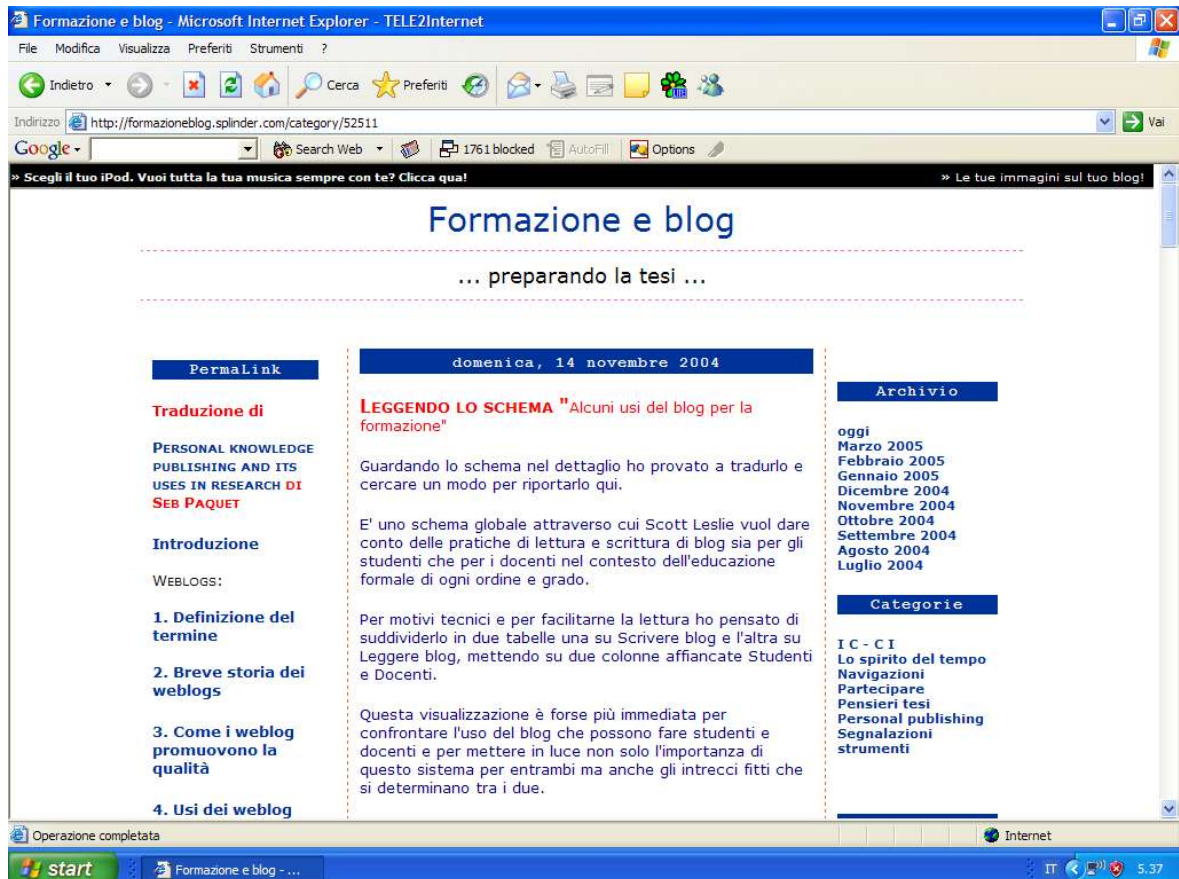 Formazione e blog - Microsoft Internet Explorer - TELE2Internet
File Modifica Visualizza Preferiti Strumenti ?
Indietro Cerca Preferiti
Indirizzo http://formazioneblog.splinder.com/category/52511 Vai
Google Search Web 1761 blocked AutoFill Options
» Scegli il tuo iPod. Vuoi tutta la tua musica sempre con te? Clicca qua! » Le tue immagini sul tuo blog!
Formazione e blog
... preparando la tesi ...
PermaLink
Traduzione di
PERSONAL KNOWLEDGE
PUBLISHING AND ITS
USES IN RESEARCH DI
SEB PAQUET
Introduzione
WEBLOGS:
1. Definizione del
termine
2. Breve storia dei
weblogs
3. Come i weblog
promuovono la
qualità
4. Usi dei weblog
domenica, 14 novembre 2004
LEGGENDO LO SCHEMA "Alcuni usi del blog per la
formazione"
Guardando lo schema nel dettaglio ho provato a tradurlo e
cercare un modo per riportarlo qui.
E' uno schema globale attraverso cui Scott Leslie vuol dare
conto delle pratiche di lettura e scrittura di blog sia per gli
studenti che per i docenti nel contesto dell'educazione
formale di ogni ordine e grado.
Per motivi tecnici e per facilitarne la lettura ho pensato di
suddividerlo in due tabelle una su Scrivere blog e l'altra su
Leggere blog, mettendo su due colonne affiancate Studenti
e Docenti.
Questa visualizzazione è forse più immediata per
confrontare l'uso del blog che possono fare studenti e
docenti e per mettere in luce non solo l'importanza di
questo sistema per entrambi ma anche gli intrecci fitti che
si determinano tra i due.
Archivio
oggi
Marzo 2005
Febbraio 2005
Gennaio 2005
Dicembre 2004
Novembre 2004
Ottobre 2004
Settembre 2004
Agosto 2004
Luglio 2004
Categorie
I C - C I
Lo spirito del tempo
Navigazioni
Partecipare
Pensieri tesi
Personal publishing
Segnalazioni
strumenti
Operazione completata Internet
start Formazione e blog - ... IT 5.37